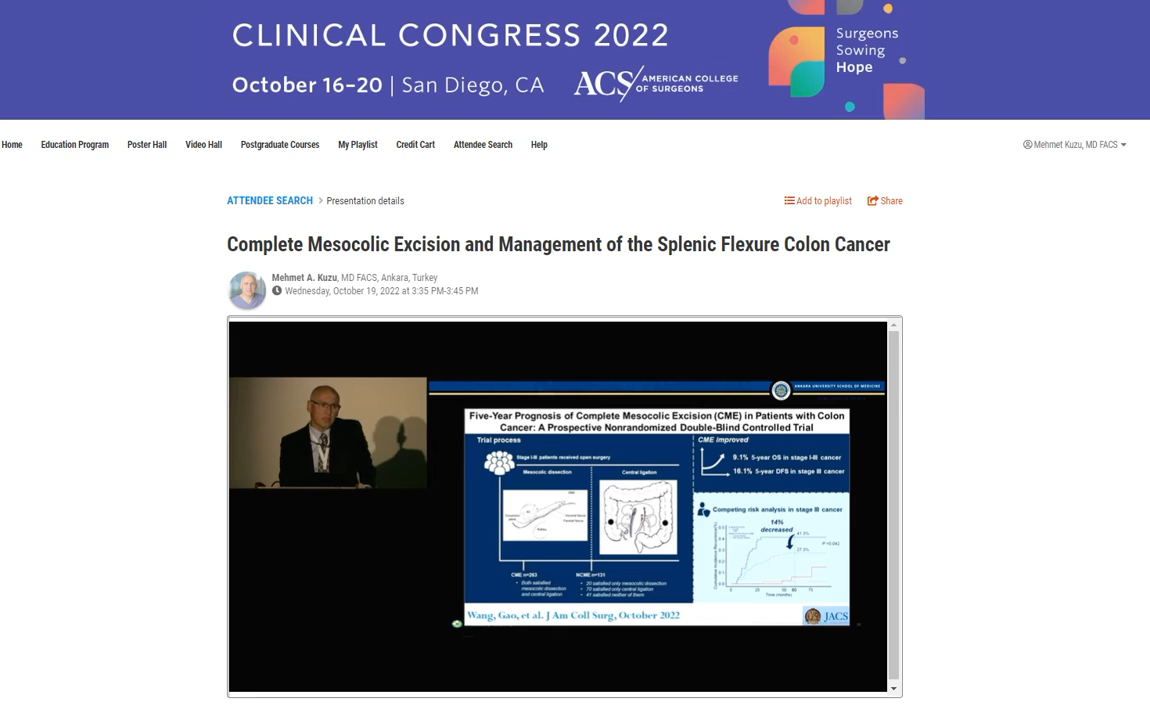 CLINICAL CONGRESS 2022
October 16–20 | San Diego, CA
ACS AMERICAN COLLEGE
OF SURGEONS
Surgeons
Sowing
Hope
Home Education Program Poster Hall Video Hall Postgraduate Courses My Playlist Credit Cart Attendee Search Help
Mehmet Kuzu, MD FACS
ATTENDEE SEARCH > Presentation details
Add to playlist Share
Complete Mesocolic Excision and Management of the Splenic Flexure Colon Cancer
Mehmet A. Kuzu, MD FACS, Ankara, Turkey
Wednesday, October 19, 2022 at 3:35 PM-3:45 PM
ANKARA UNIVERSITY SCHOOL OF MEDICINE
Five-Year Prognosis of Complete Mesocolic Excision (CME) in Patients with Colon
Cancer: A Prospective Nonrandomized Double-Blind Controlled Trial
Trial process
Stage I-III patients received open surgery
Mesocolic dissection
Central ligation
CME n=263
• Both satisfied
mesocolic dissection
and central ligation
NCME n=131
• 20 satisfied only mesocolic dissection
• 70 satisfied only central ligation
• 41 satisfied neither of them
CME improved
9.1% 5-year OS in stage I-III cancer
16.1% 5-year DFS in stage III cancer
Competing risk analysis in stage III cancer
14%
decreased
41.3%
27.3%
Time (months)
Wang, Gao, et al. J Am Coll Surg, October 2022
JACS